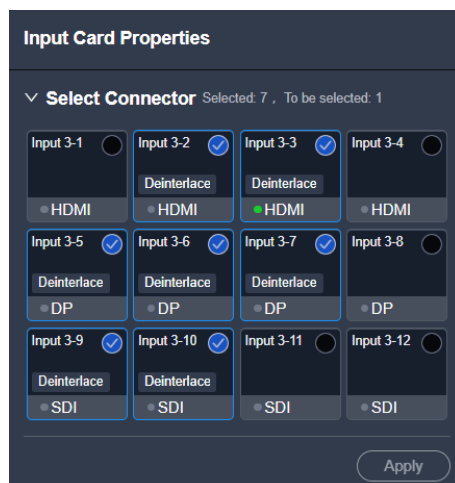 Input Card Properties
Select Connector Selected: 7 , To be selected: 1
Input 3-1 Input 3-2 Input 3-3 Input 3-4
Deinterlace Deinterlace
HDMI HDMI HDMI HDMI
Input 3-5 Input 3-6 Input 3-7 Input 3-8
Deinterlace Deinterlace Deinterlace
DP DP DP DP
Input 3-9 Input 3-10 Input 3-11 Input 3-12
Deinterlace Deinterlace
SDI SDI SDI SDI
Apply